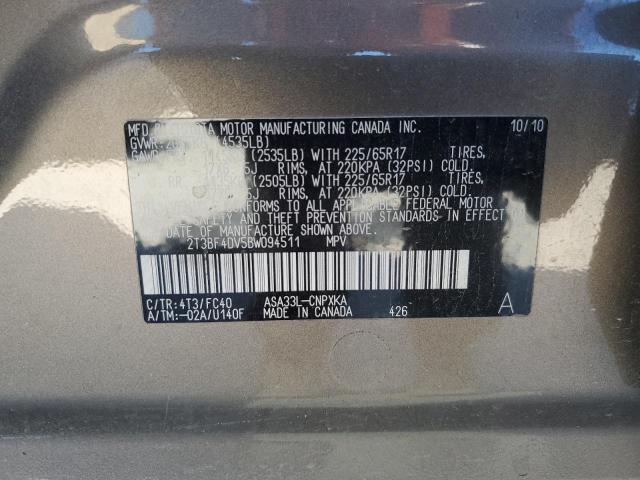 MFD TOYOTA MOTOR MANUFACTURING CANADA INC. 10/10
GVWR: (4535LB)
(2535LB) WITH 225/65R17 TIRES,
RIMS, AT 220KPA (32PSI) COLD.
RR (2505LB) WITH 225/65R17 TIRES,
RIMS, AT 220KPA (32PSI) COLD.
TO ALL APPLICABLE FEDERAL MOTOR
SAFETY AND THEFT PREVENTION STANDARDS IN EFFECT
DATE OF MANUFACTURE SHOWN ABOVE.
2T3BF4DV5BW094511 MPV
C/TR: 4T3/FC40 ASA33L-CNPXKA A
A/TM: -02A/U140F MADE IN CANADA 426